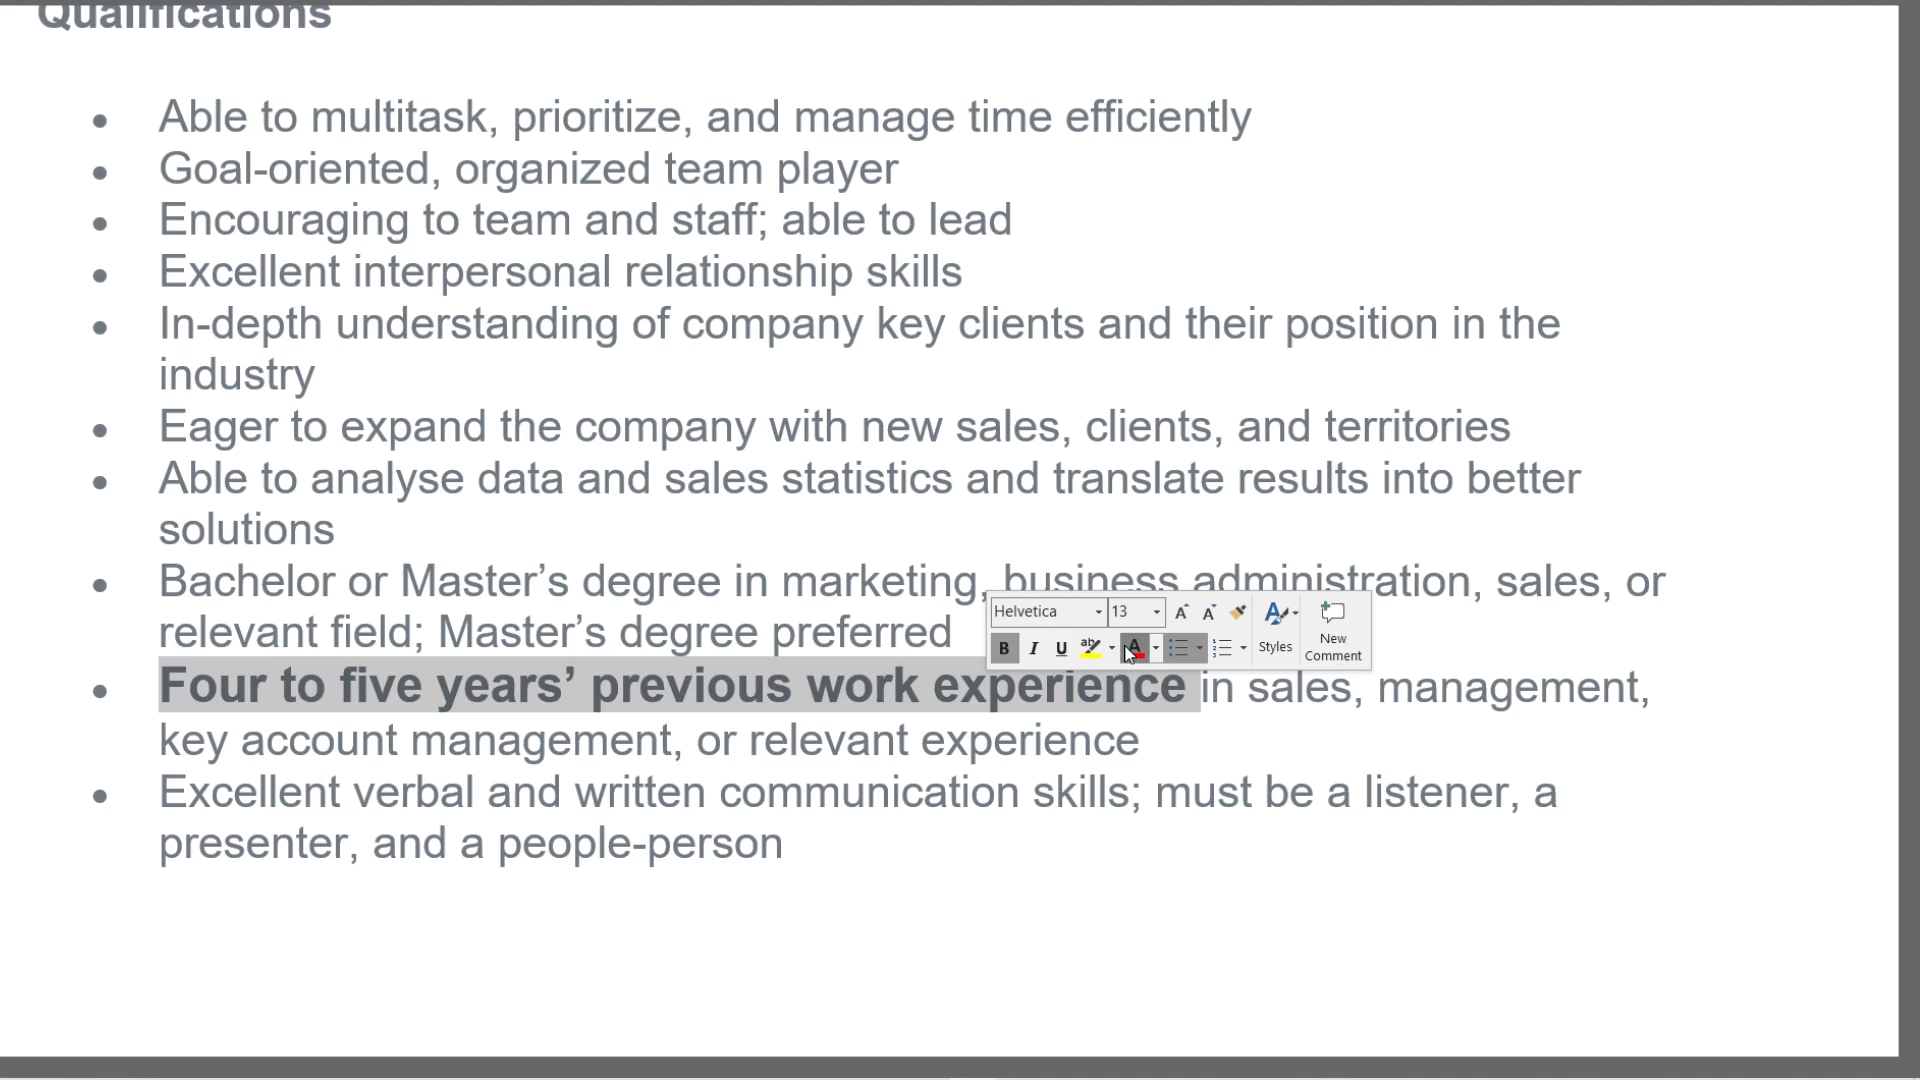 Qualifications
Able to multitask, prioritize, and manage time efficiently
Goal-oriented, organized team player
Encouraging to team and staff; able to lead
Excellent interpersonal relationship skills
In-depth understanding of company key clients and their position in the
industry
Eager to expand the company with new sales, clients, and territories
Able to analyse data and sales statistics and translate results into better
solutions
Bachelor or Master’s degree in marketing, business administration, sales, or
relevant field; Master’s degree preferred
Helvetica 13
Styles
New
Comment
Four to five years’ previous work experience in sales, management,
key account management, or relevant experience
Excellent verbal and written communication skills; must be a listener, a
presenter, and a people-person